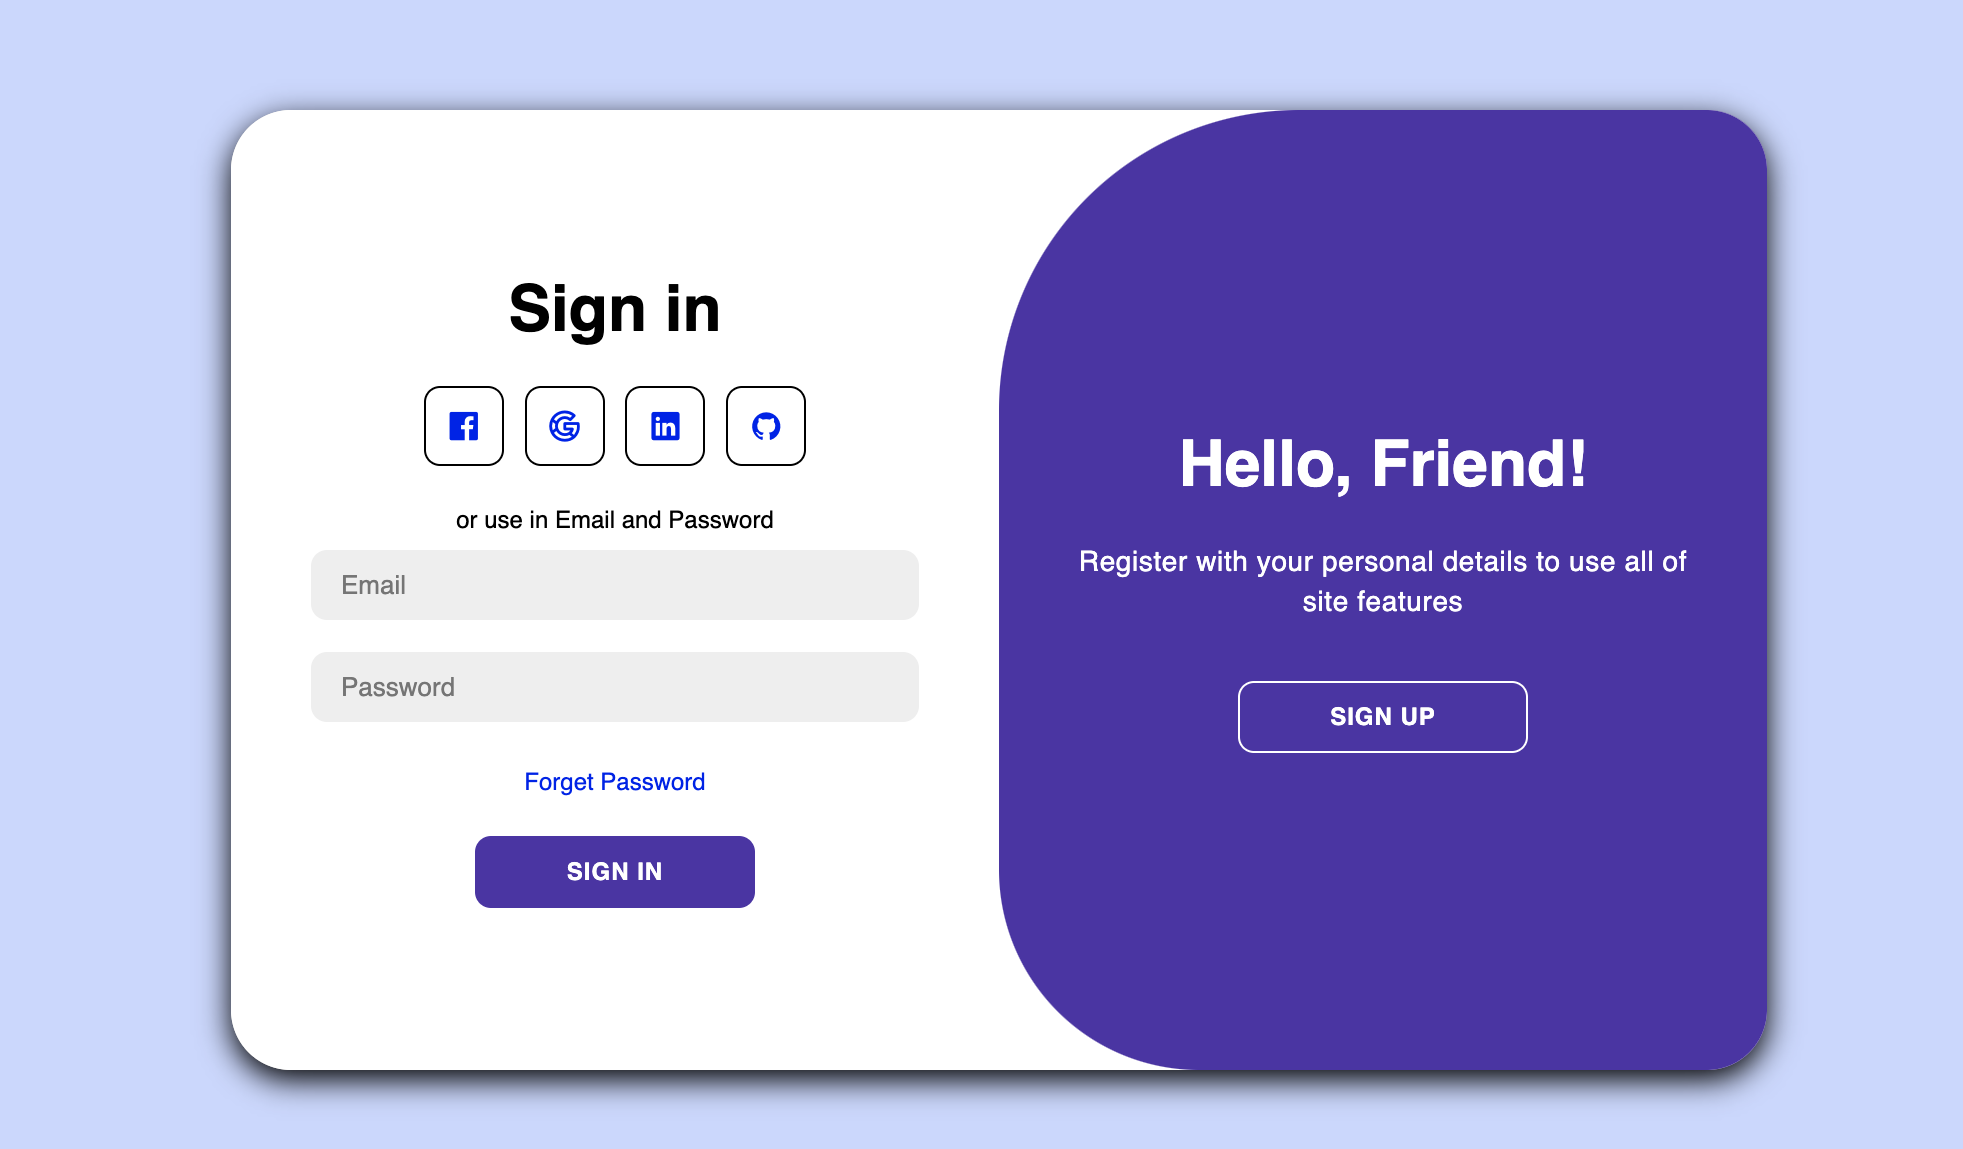 Sign in
or use in Email and Password
Email
Password
Forget Password
SIGN IN
Hello, Friend!
Register with your personal details to use all of
site features
SIGN UP